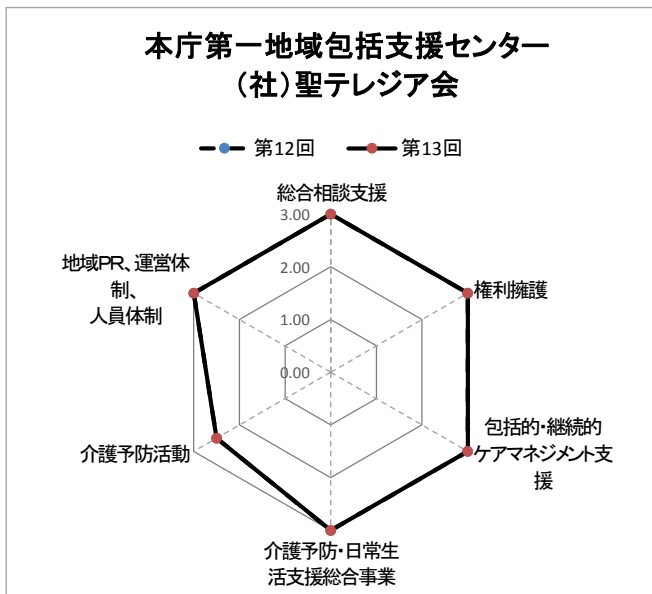 本庁第一地域包括支援センター
（社）聖テレジア会
第12回 第13回
総合相談支援
3.00
2.00
1.00
0.00
権利擁護
包括的・継続的
ケアマネジメント支
援
介護予防・日常生
活支援総合事業
介護予防活動
地域PR、運営体
制、
人員体制